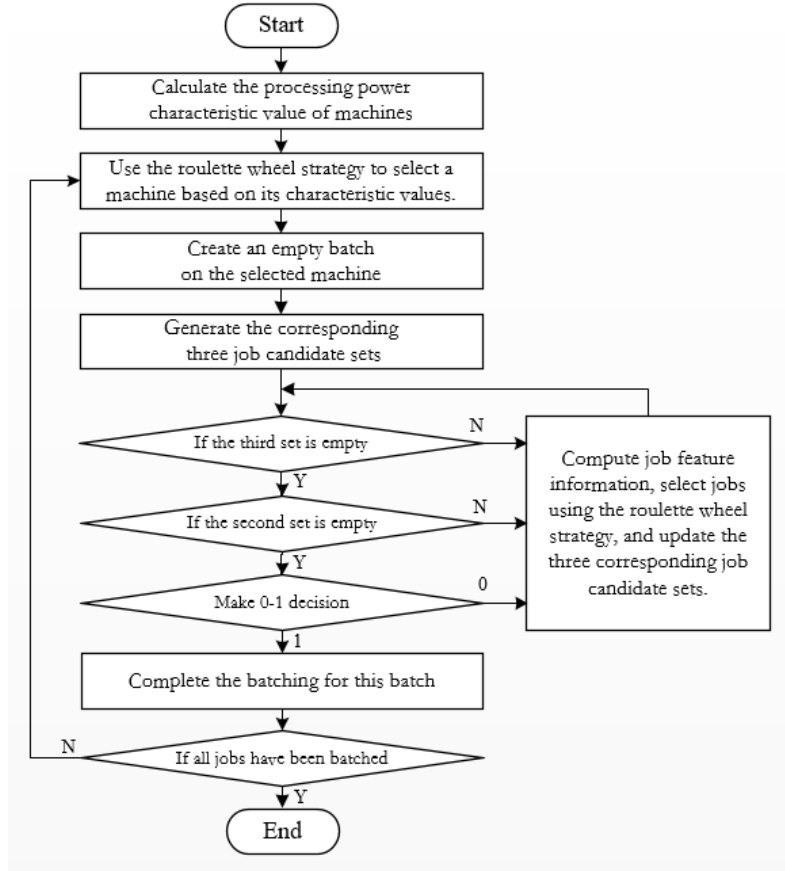 Start
Calculate the processing power
characteristic value of machines
Use the roulette wheel strategy to select a
machine based on its characteristic values.
Create an empty batch
on the selected machine
Generate the corresponding
three job candidate sets
If the third set is empty
N
Y
If the second set is empty
N
Y
Make 0-1 decision
0
1
Compute job feature
information, select jobs
using the roulette wheel
strategy, and update the
three corresponding job
candidate sets.
Complete the batching for this batch
If all jobs have been batched
N
Y
End